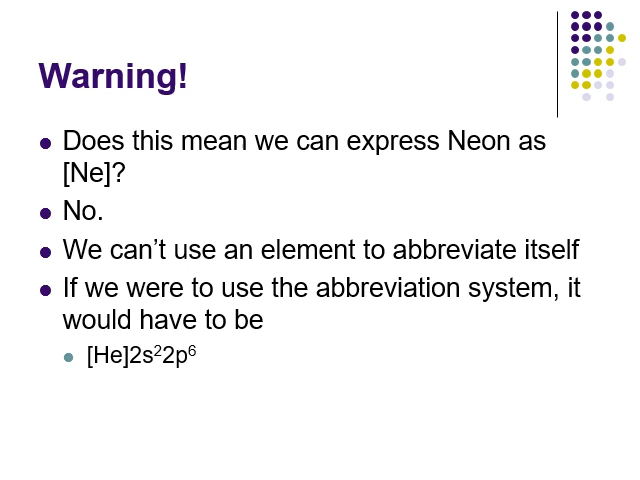 Warning!
Does this mean we can express Neon as
[Ne]?
No.
We can’t use an element to abbreviate itself
If we were to use the abbreviation system, it
would have to be
[He]2s²2p⁶